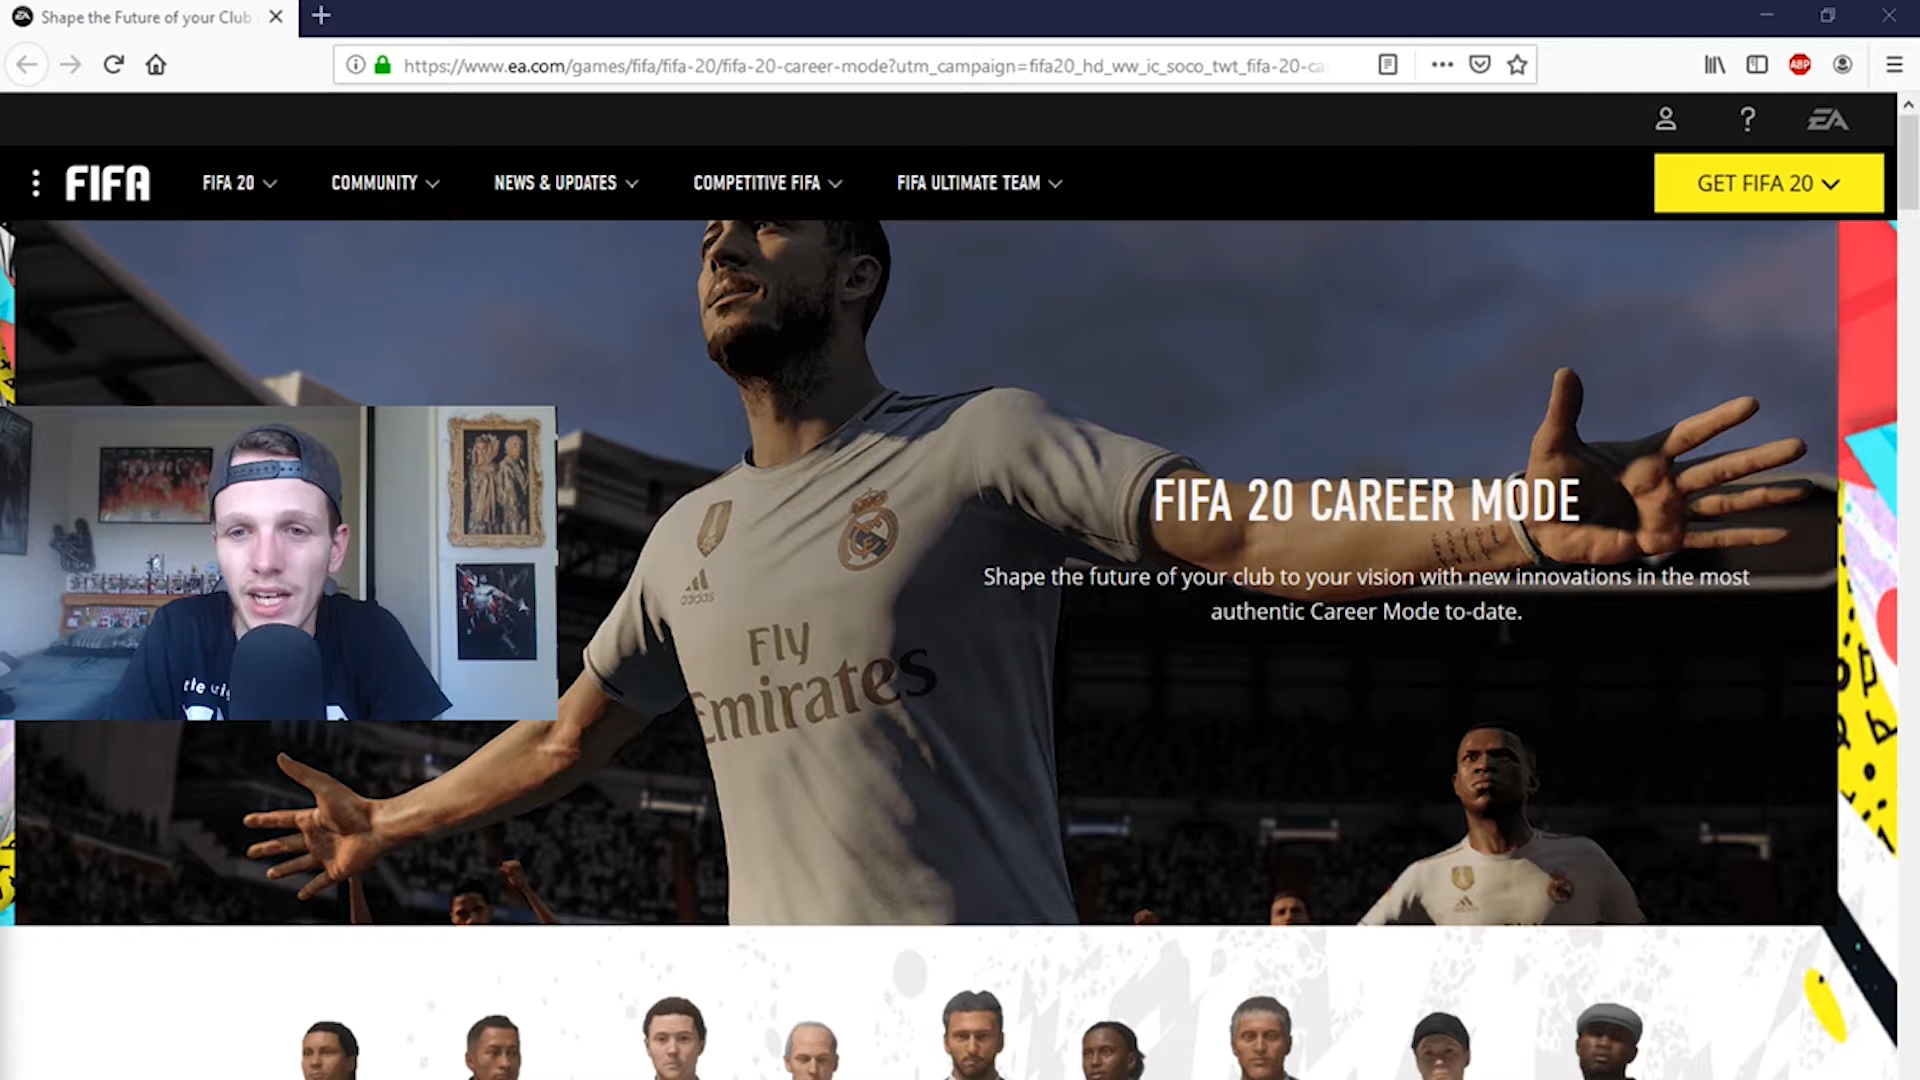 Shape the Future of your Club
https://www.ea.com/games/fifa/fifa-20/fifa-20-career-mode?utm_campaign=fifa20_hd_ww_ic_soco_twt_fifa-20-ca
ABP
EA
FIFA
FIFA 20
COMMUNITY
NEWS & UPDATES
COMPETITIVE FIFA
FIFA ULTIMATE TEAM
GET FIFA 20
FIFA 20 CAREER MODE
Shape the future of your club to your vision with new innovations in the most
authentic Career Mode to-date.
adidas
Fly
Emirates